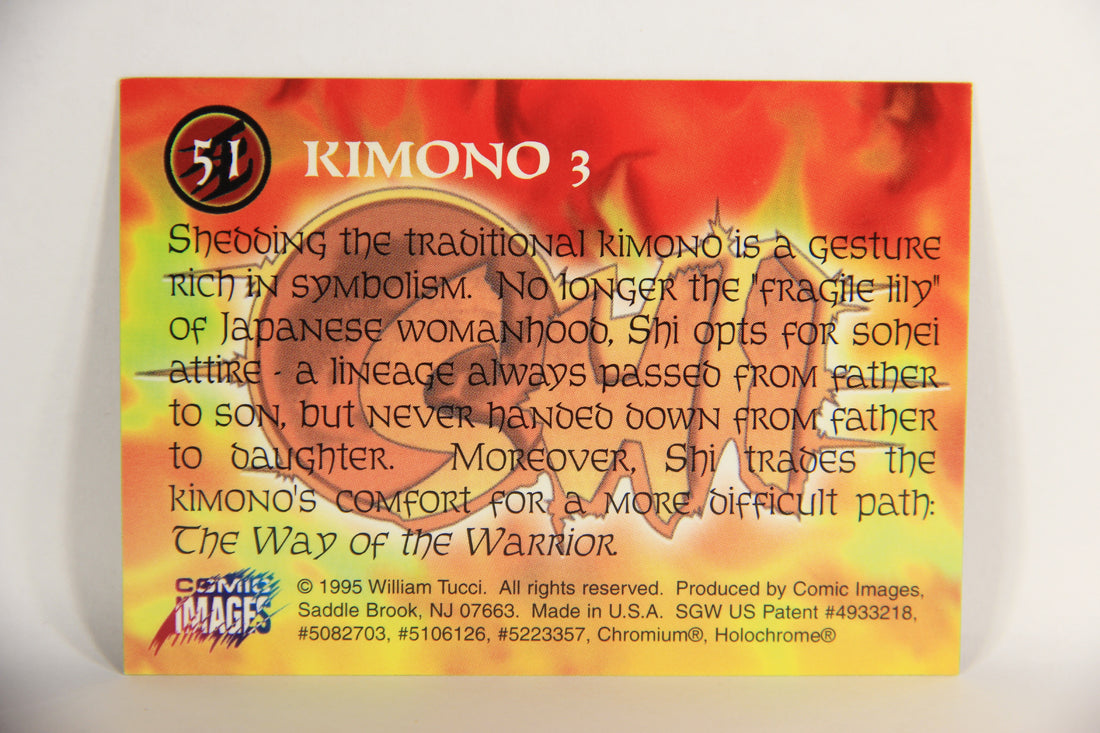 51 KIMONO 3
Shedding the traditional kimono is a gesture
rich in symbolism. No longer the "fragile lily"
of Japanese womanhood, Shi opts for sohei
attire - a lineage always passed from father
to son, but never handed down from father
to daughter. Moreover, Shi trades the
kimono's comfort for a more difficult path:
The Way of the Warrior.
COMIC
IMAGES
© 1995 William Tucci. All rights reserved. Produced by Comic Images,
Saddle Brook, NJ 07663. Made in U.S.A. SGW US Patent #4933218,
#5082703, #5106126, #5223357, Chromium®, Holochrome®